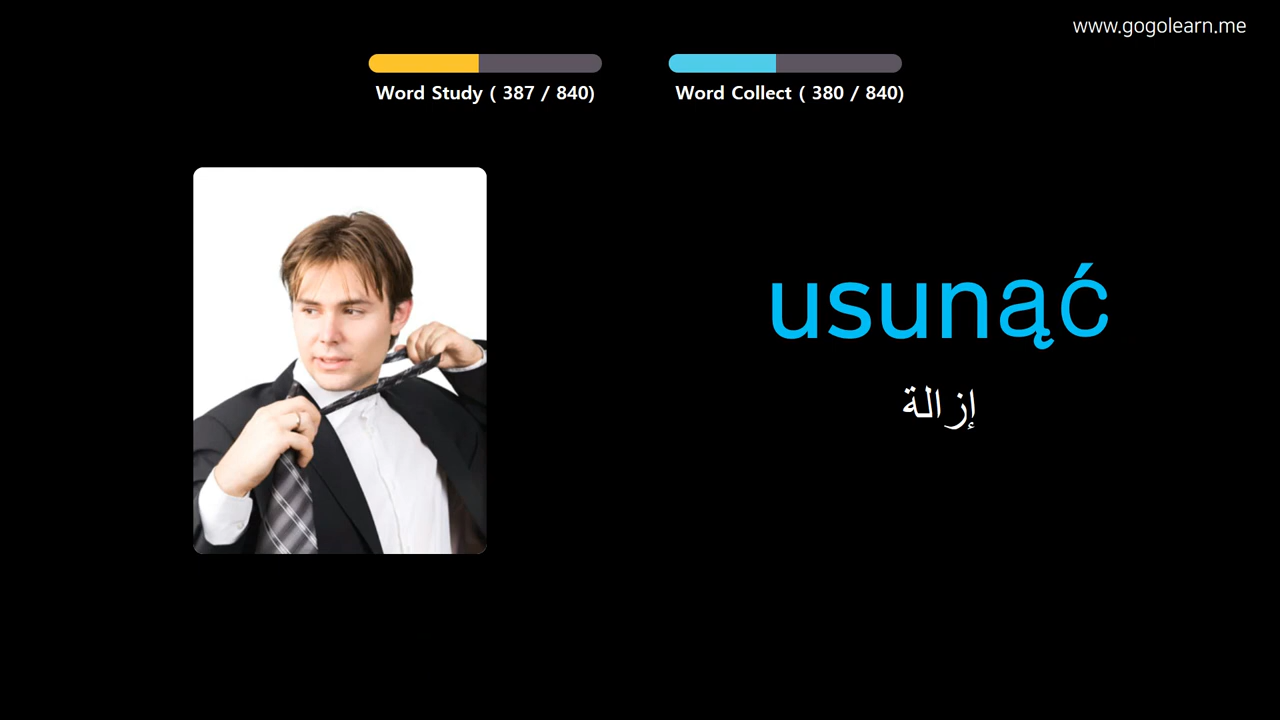 www.gogolearn.me
Word Study ( 387 / 840)
Word Collect ( 380 / 840)
usunąć
إزالة